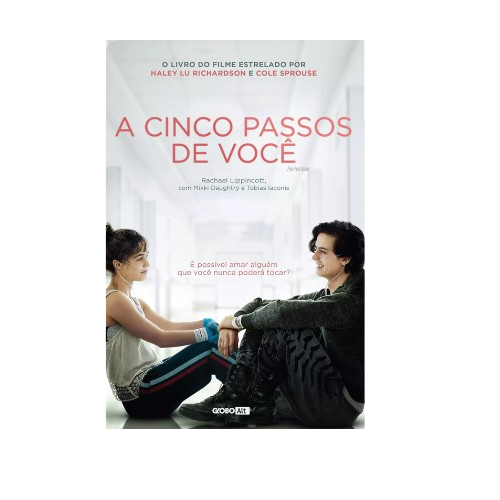 O LIVRO DO FILME ESTRELADO POR
HALEY LU RICHARDSON E COLE SPROUSE
A CINCO PASSOS
DE VOCÊ
Rachael Lippincott,
com Mikki Daughtry e Tobias Iaconis
É possível amar alguém
que você nunca poderá tocar?
GLOBO Alt